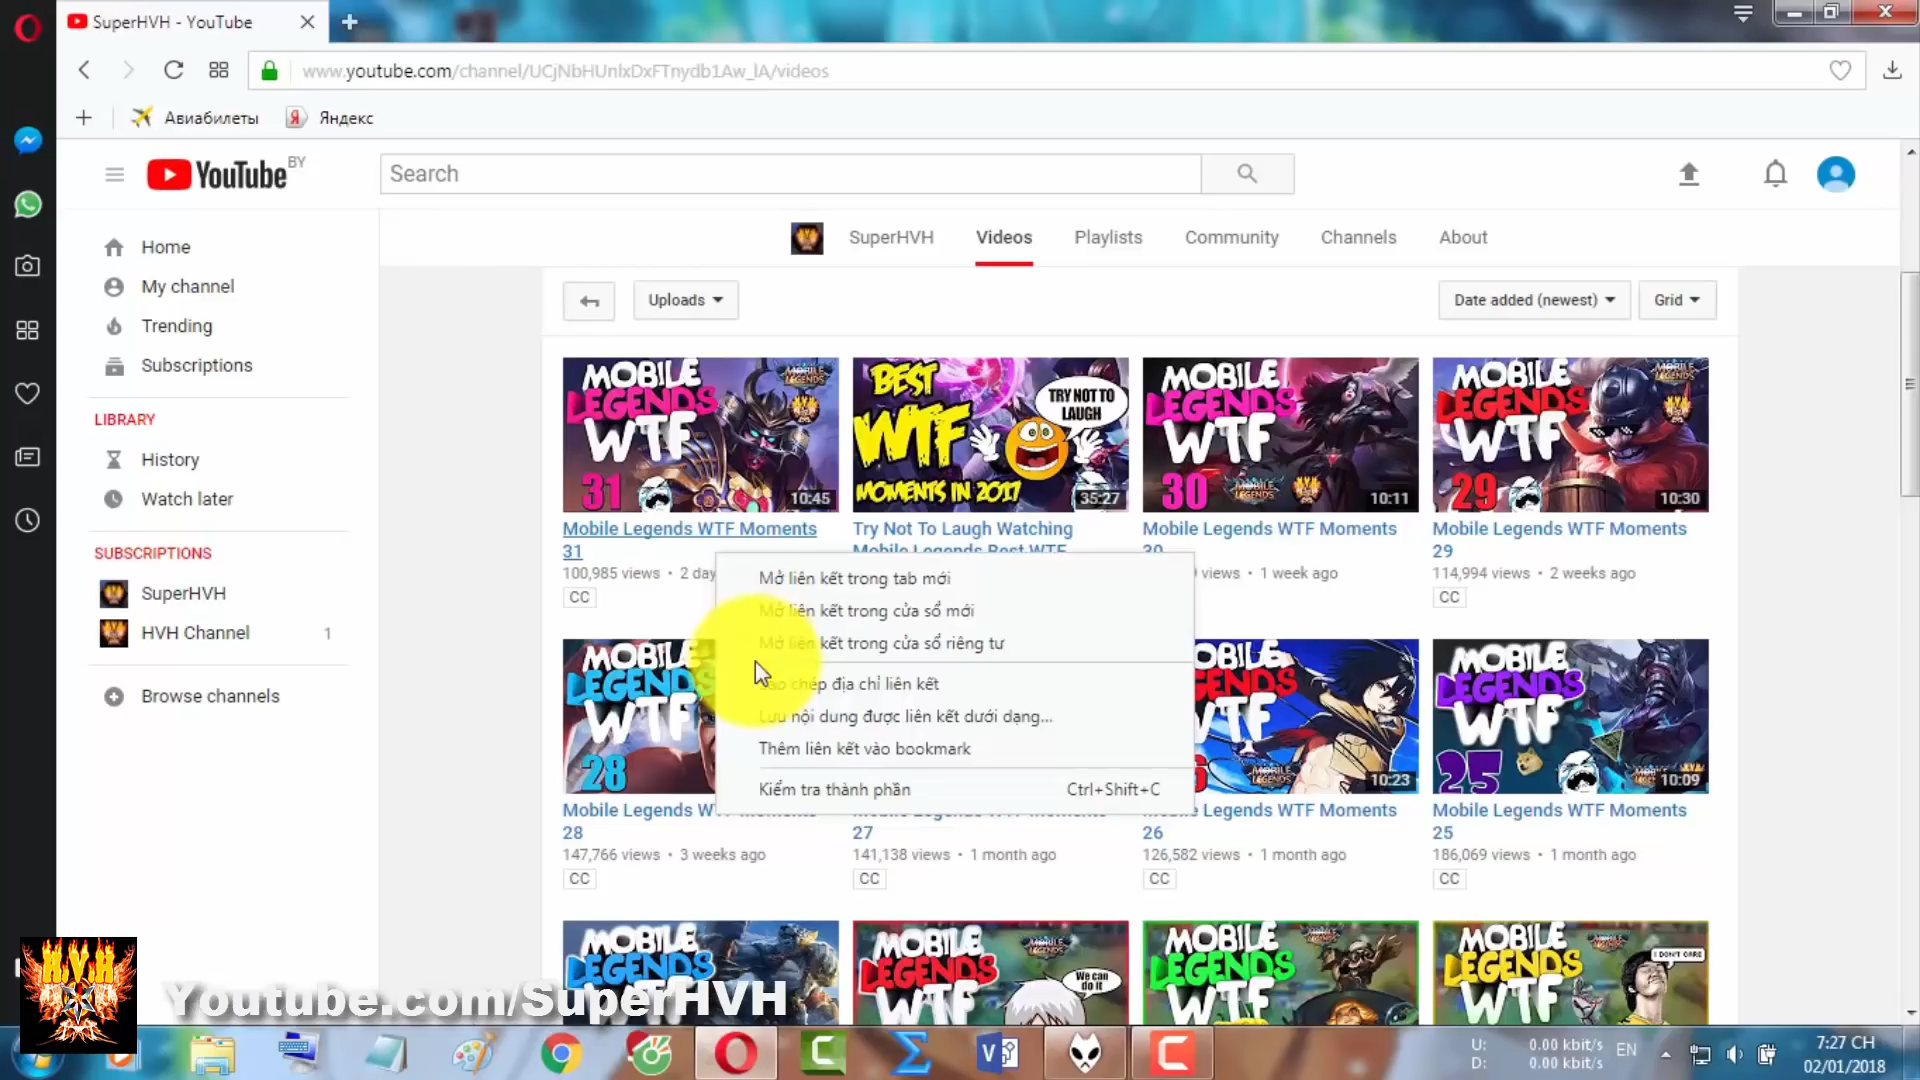 SuperHVH - YouTube
www.youtube.com/channel/UCjNbHUnlxDxFTnydb1Aw_lA/videos
Авиабилеты
Яндекс
YouTube BY
Search
SuperHVH
Videos
Playlists
Community
Channels
About
Home
My channel
Trending
Subscriptions
LIBRARY
History
Watch later
SUBSCRIPTIONS
SuperHVH
HVH Channel 1
Browse channels
Uploads
Date added (newest)
Grid
MOBILE LEGENDS WTF 31
10:45
Mobile Legends WTF Moments
31
100,985 views • 2 day
CC
BEST WTF MOMENTS IN 2017
TRY NOT TO LAUGH
35:27
Try Not To Laugh Watching
Mobile Legends Best WTF
MOBILE LEGENDS WTF 30
MOBILE LEGENDS
10:11
Mobile Legends WTF Moments
30
views • 1 week ago
MOBILE LEGENDS WTF 29
10:30
Mobile Legends WTF Moments
29
114,994 views • 2 weeks ago
CC
Mở liên kết trong tab mới
Mở liên kết trong cửa sổ mới
Mở liên kết trong cửa sổ riêng tư
Sao chép địa chỉ liên kết
Lưu nội dung được liên kết dưới dạng...
Thêm liên kết vào bookmark
Kiểm tra thành phần Ctrl+Shift+C
MOBILE LEGENDS WTF 28
Mobile Legends WTF Moments
28
147,766 views • 3 weeks ago
CC
27
141,138 views • 1 month ago
CC
10:23
Legends WTF Moments
26
126,582 views • 1 month ago
CC
MOBILE LEGENDS WTF 25
10:09
Mobile Legends WTF Moments
25
186,069 views • 1 month ago
CC
MOBILE LEGENDS WTF
MOBILE LEGENDS WTF
We can do it
MOBILE LEGENDS WTF
MOBILE LEGENDS WTF
I DON'T CARE
HVH
Youtube.com/SuperHVH
U: 0.00 kbit/s
D: 0.00 kbit/s
EN
7:27 CH
02/01/2018